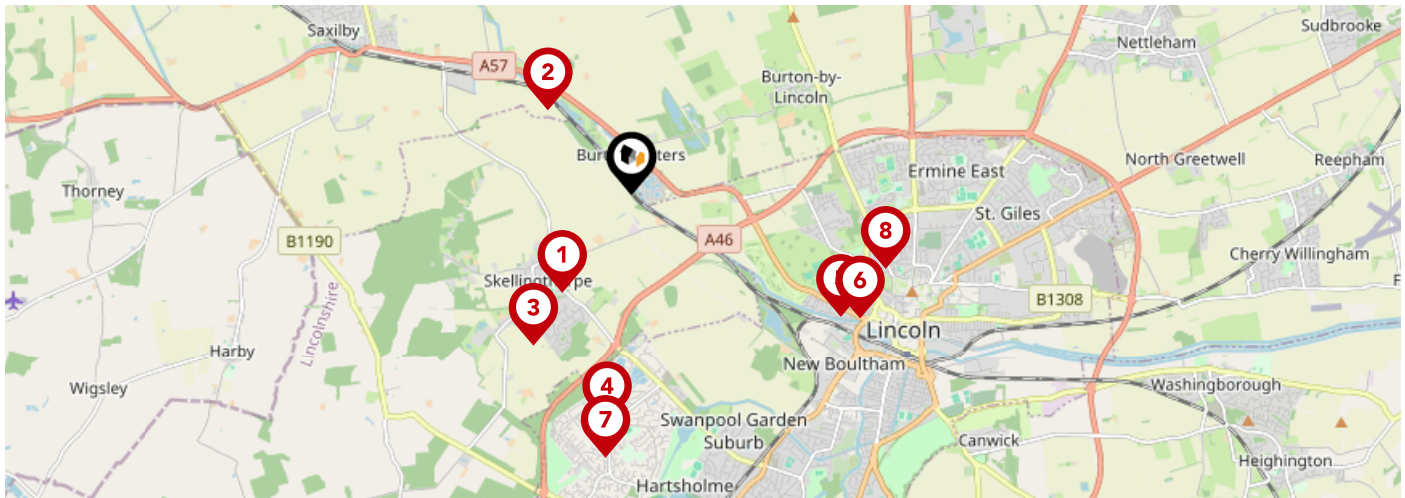 Saxilby
Sudbrooke
Nettleham
A57
2
Burton-by-
Lincoln
North Greetwell
Reepham
Ermine East
Thorney
St. Giles
B1190
A46
8
Cherry Willingham
1
Skellingthorpe
6
B1308
3
Lincolnshire
Lincoln
Harby
New Boultham
Wigsley
4
Washingborough
7
Swanpool Garden
Suburb
Canwick
Heighington
Hartsholme